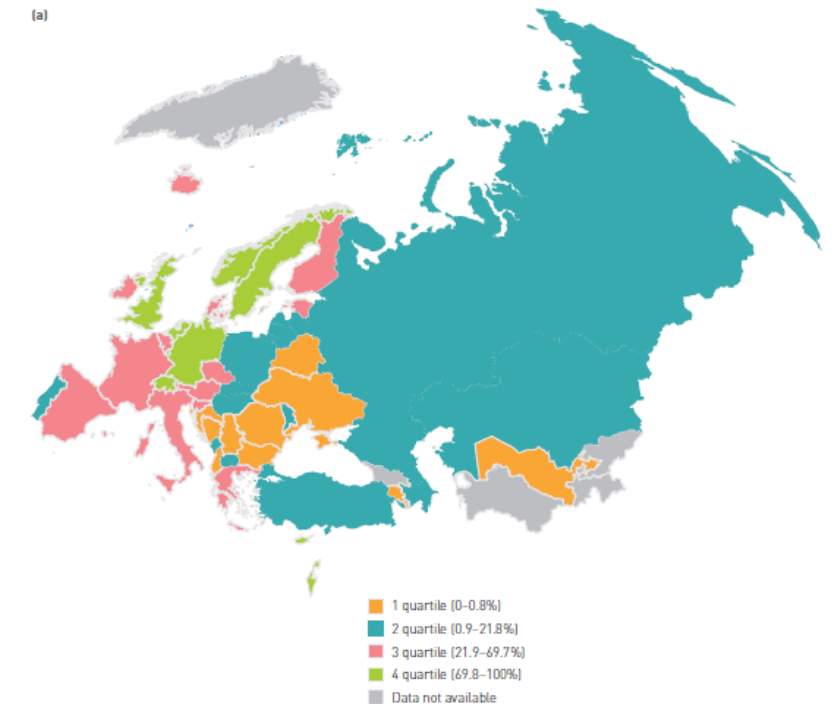 (a)
1 quartile (0–0.8%)
2 quartile (0.9–21.8%)
3 quartile (21.9–69.7%)
4 quartile (69.8–100%)
Data not available